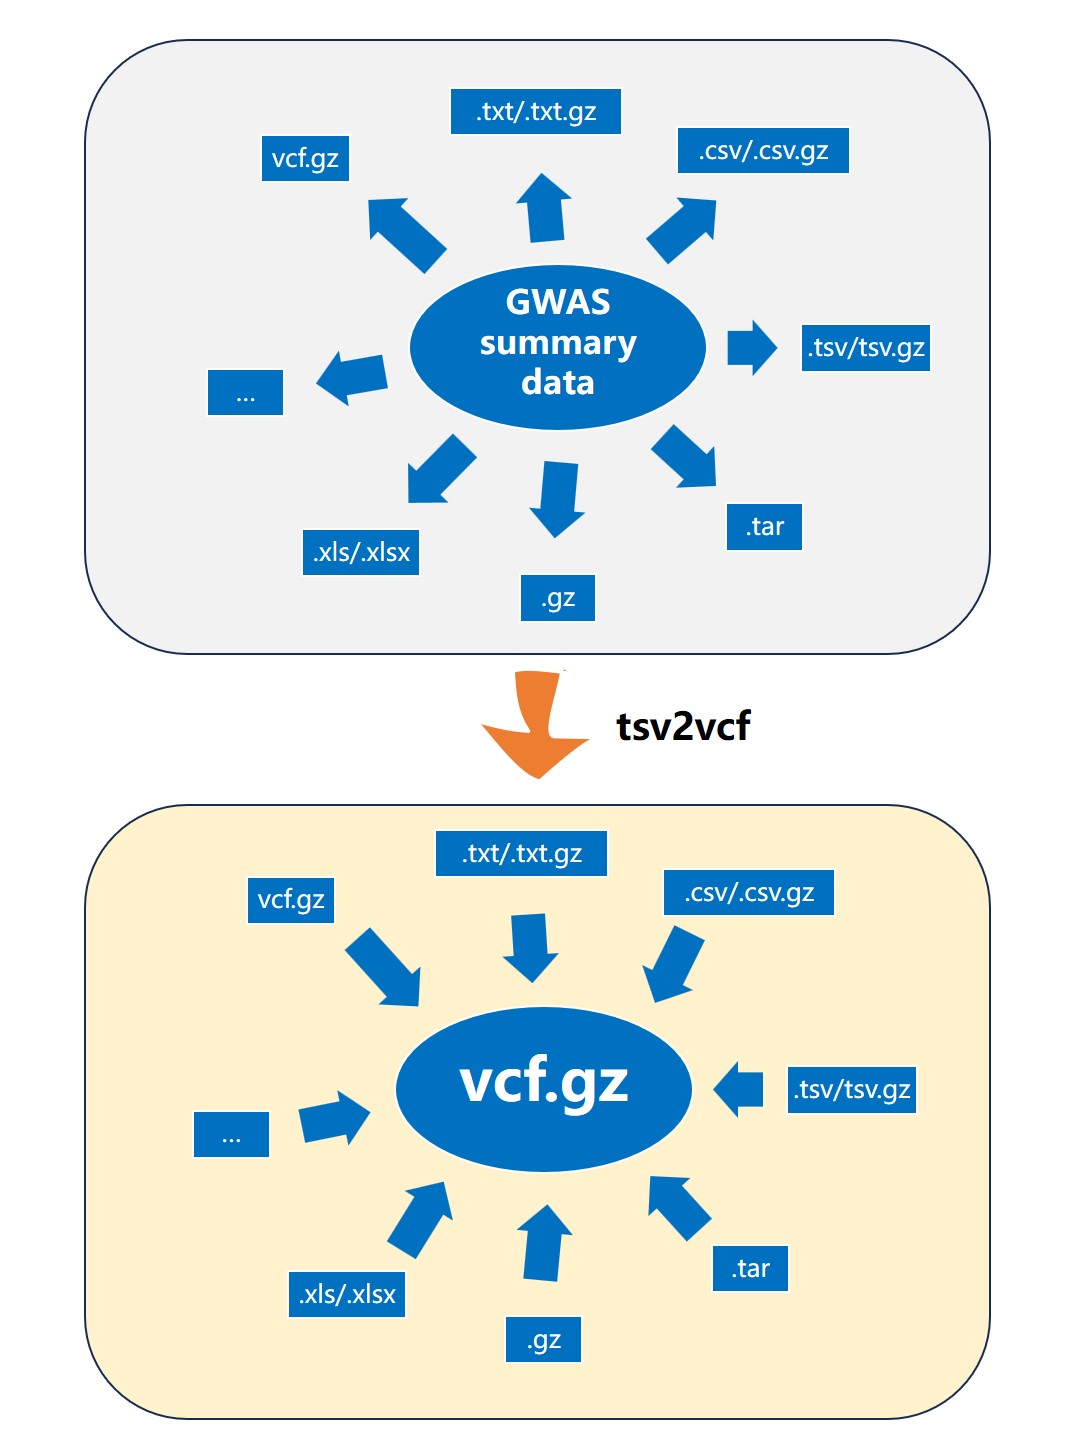 .txt/.txt.gz
vcf.gz
.csv/.csv.gz
GWAS
summary
data
.tsv/tsv.gz
...
.tar
.xls/.xlsx
.gz
tsv2vcf
.txt/.txt.gz
vcf.gz
.csv/.csv.gz
vcf.gz
.tsv/tsv.gz
...
.tar
.xls/.xlsx
.gz